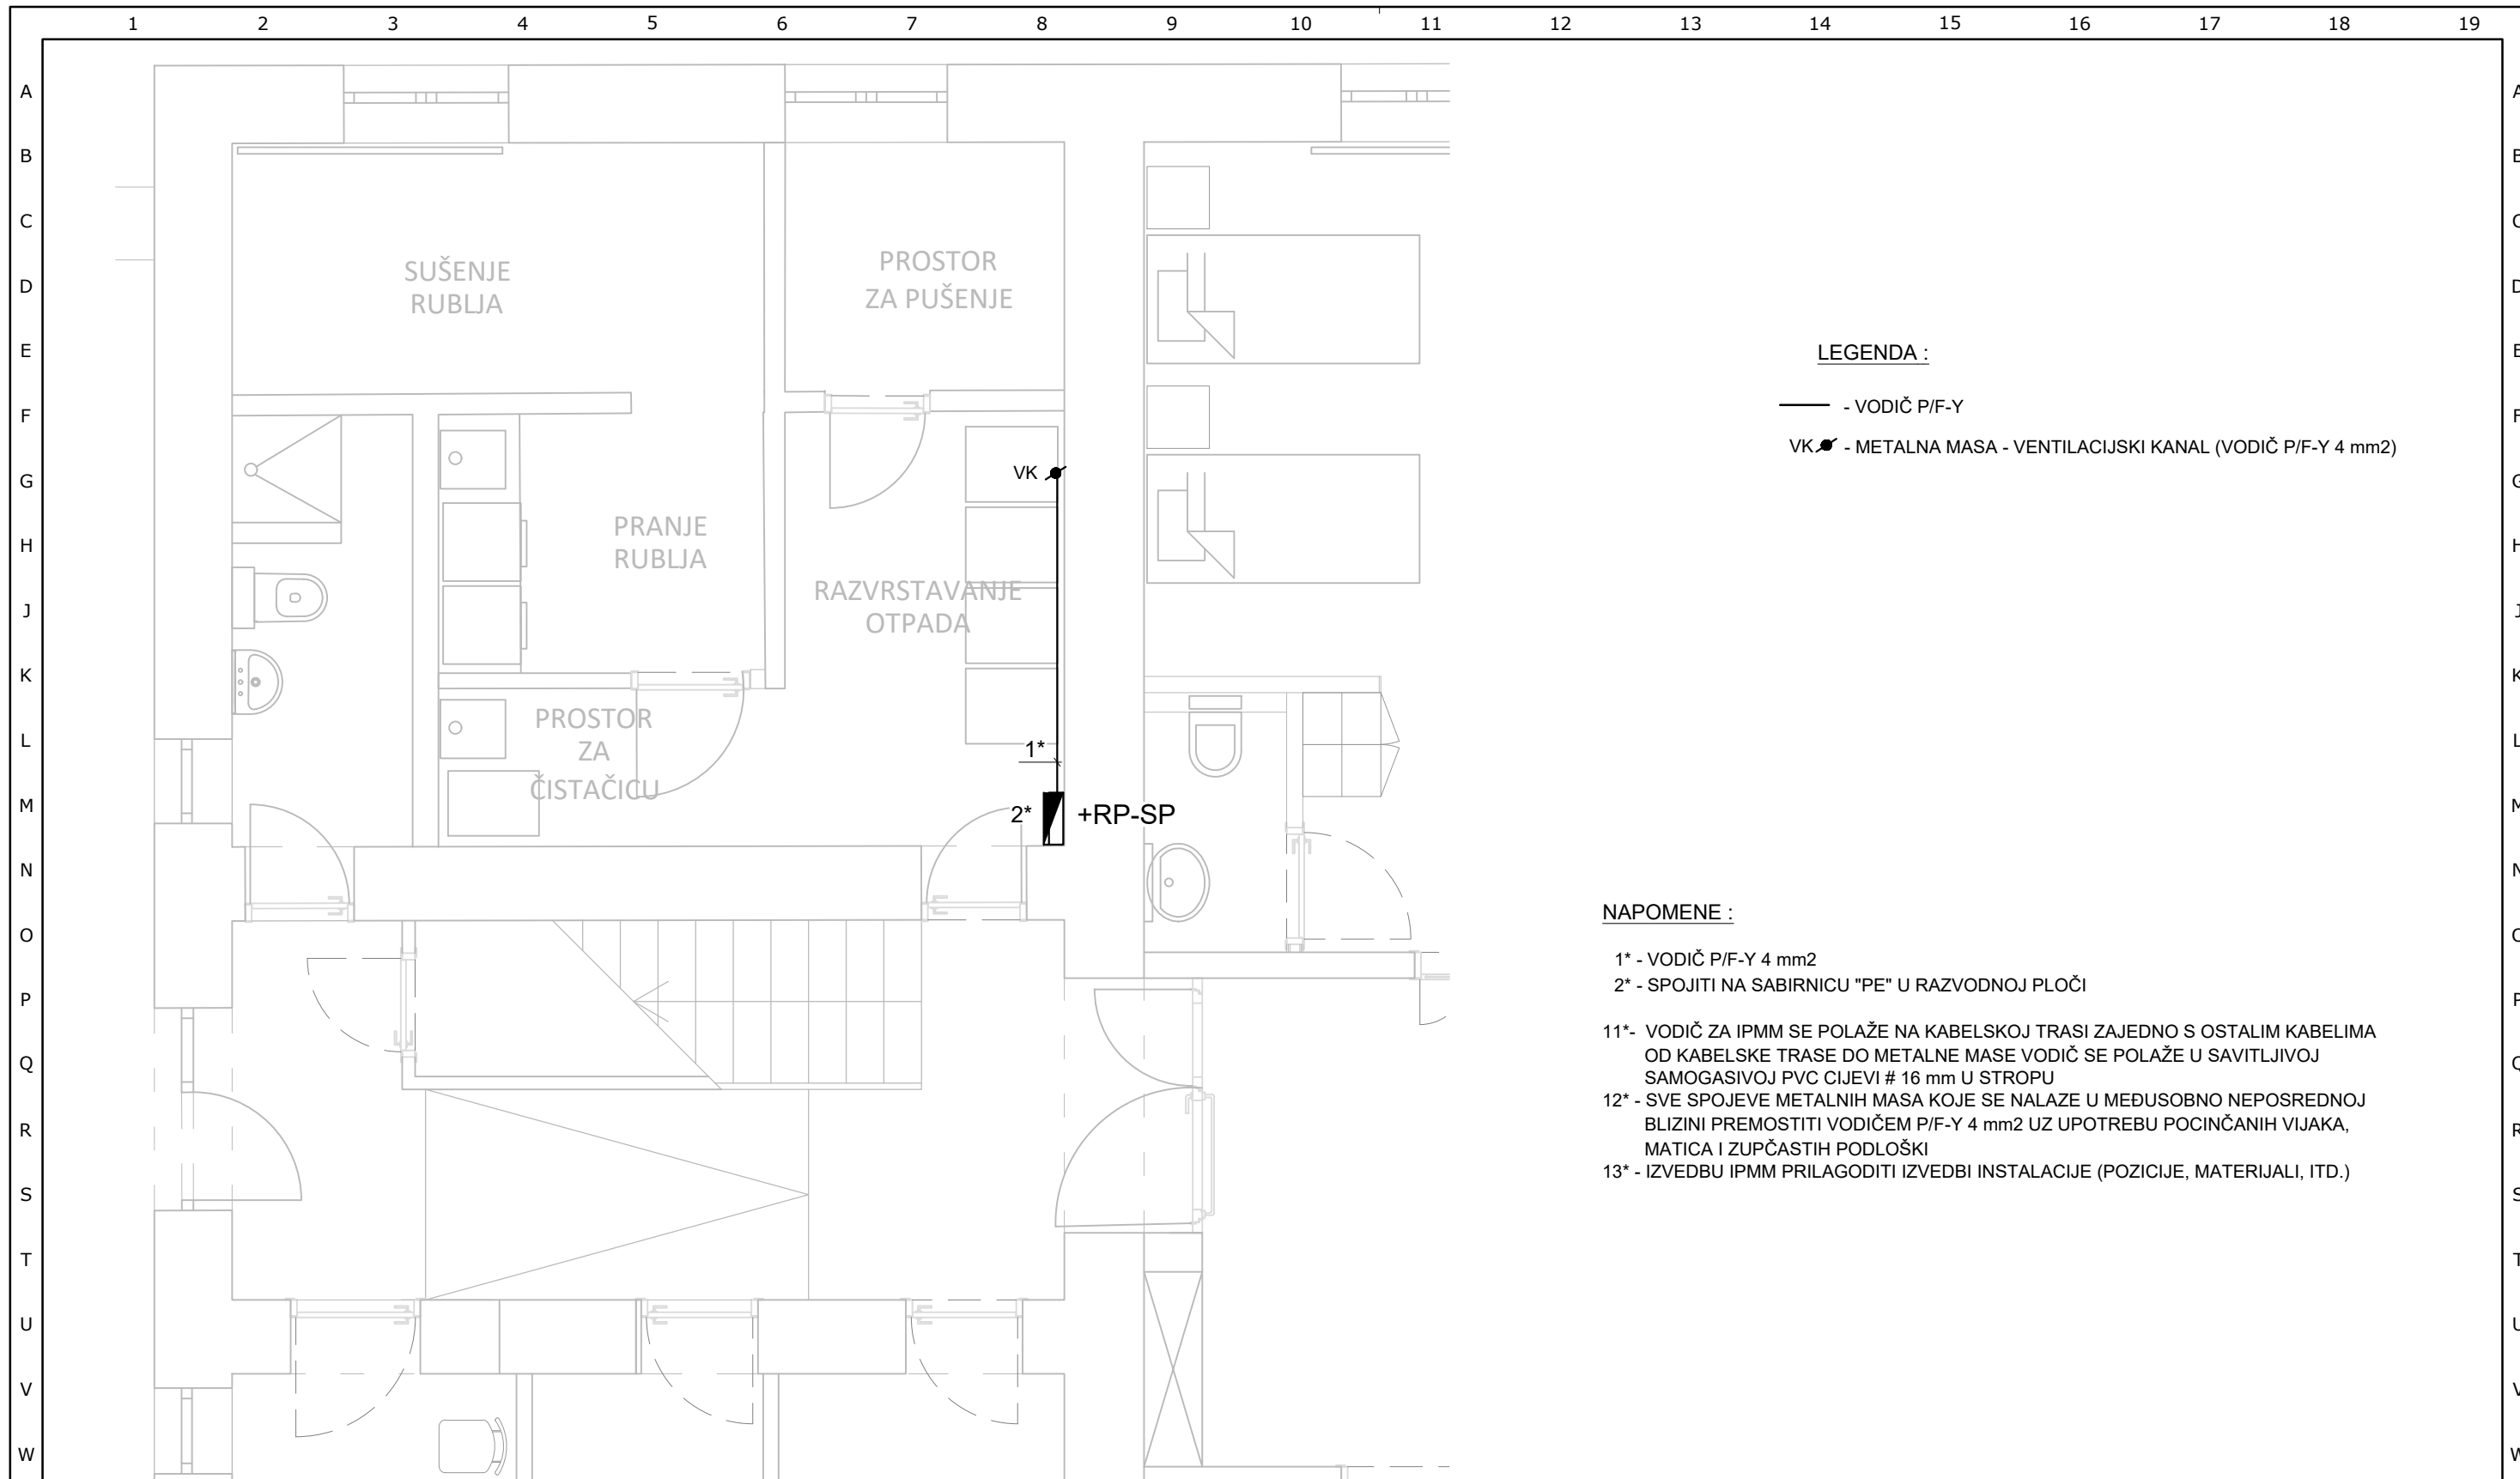 1 2 3 4 5 6 7 8 9 10 11 12 13 14 15 16 17 18 19
A A
B B
C C
D D
E E
F F
G G
H H
J J
K K
L L
M M
N N
O O
P P
Q Q
R R
S S
T T
U U
V V
W W
SUŠENJE
RUBLJA
PROSTOR
ZA PUŠENJE
VK
PRANJE
RUBLJA
RAZVRSTAVANJE
OTPADA
PROSTOR
ZA
ČISTAČICU
1*
2*
+RP-SP
LEGENDA :
- VODIČ P/F-Y
VK - METALNA MASA - VENTILACIJSKI KANAL (VODIČ P/F-Y 4 mm2)
NAPOMENE :
1* - VODIČ P/F-Y 4 mm2
2* - SPOJITI NA SABIRNICU "PE" U RAZVODNOJ PLOČI
11*- VODIČ ZA IPMM SE POLAŽE NA KABELSKOJ TRASI ZAJEDNO S OSTALIM KABELIMA
OD KABELSKE TRASE DO METALNE MASE VODIČ SE POLAŽE U SAVITLJIVOJ
SAMOGASIVOJ PVC CIJEVI # 16 mm U STROPU
12* - SVE SPOJEVE METALNIH MASA KOJE SE NALAZE U MEĐUSOBNO NEPOSREDNOJ
BLIZINI PREMOSTITI VODIČEM P/F-Y 4 mm2 UZ UPOTREBU POCINČANIH VIJAKA,
MATICA I ZUPČASTIH PODLOŠKI
13* - IZVEDBU IPMM PRILAGODITI IZVEDBI INSTALACIJE (POZICIJE, MATERIJALI, ITD.)